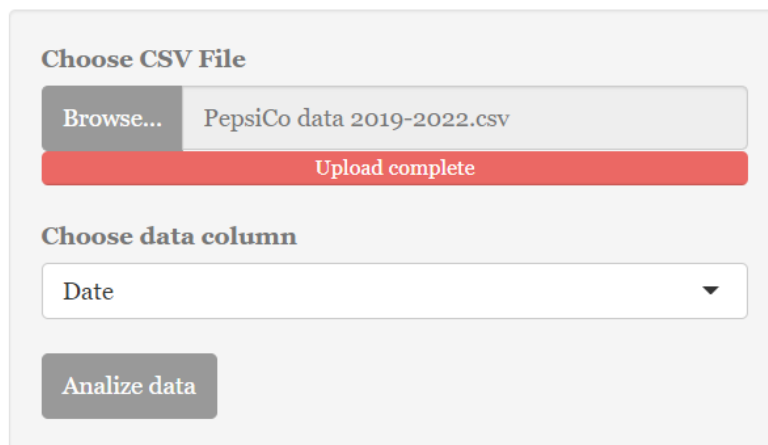 Choose CSV File
Browse... PepsiCo data 2019-2022.csv
Upload complete
Choose data column
Date
Analize data